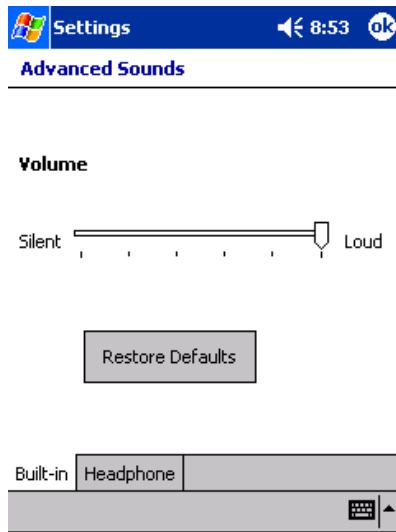 Settings 8:53 ok
Advanced Sounds
Volume
Silent Loud
Restore Defaults
Built-in Headphone